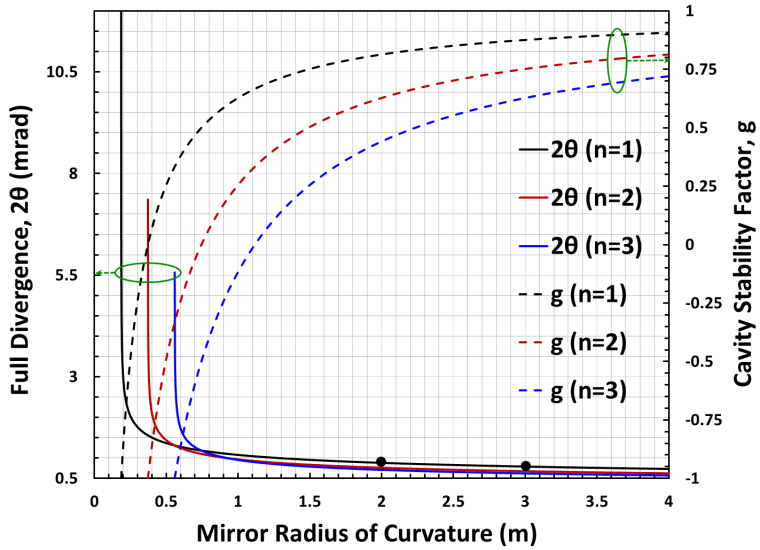 1
0.75
0.5
0.25
0
-0.25
-0.5
-0.75
-1
10.5
8
5.5
3
0.5
Full Divergence, 2θ (mrad)
Cavity Stability Factor, g
2θ (n=1)
2θ (n=2)
2θ (n=3)
g (n=1)
g (n=2)
g (n=3)
0 0.5 1 1.5 2 2.5 3 3.5 4
Mirror Radius of Curvature (m)